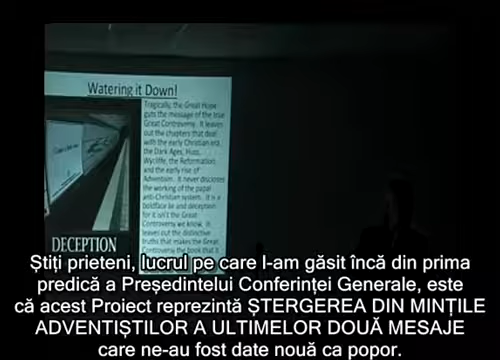 Watering it Down!
Tragically, the Great Hope
guts the message of the true
Great Controversy. It leaves
out the chapters that deal
with the early Christian era,
the Dark Ages, Huss,
Wycliffe, the Reformation
and the early rise of
Adventism. It never discloses
the working of the papal
anti-Christian system. It is a
boldface lie and deception
for it isn't the Great
Controversy we know. It
leaves out the distinctive
truths that makes the Great
Controversy the book that it
DECEPTION
Știți prieteni, lucrul pe care l-am găsit încă din prima
predică a Președintelui Conferinței Generale, este
că acest Proiect reprezintă ȘTERGEREA DIN MINȚILE
ADVENTIȘTILOR A ULTIMELOR DOUĂ MESAJE
care ne-au fost date nouă ca popor.